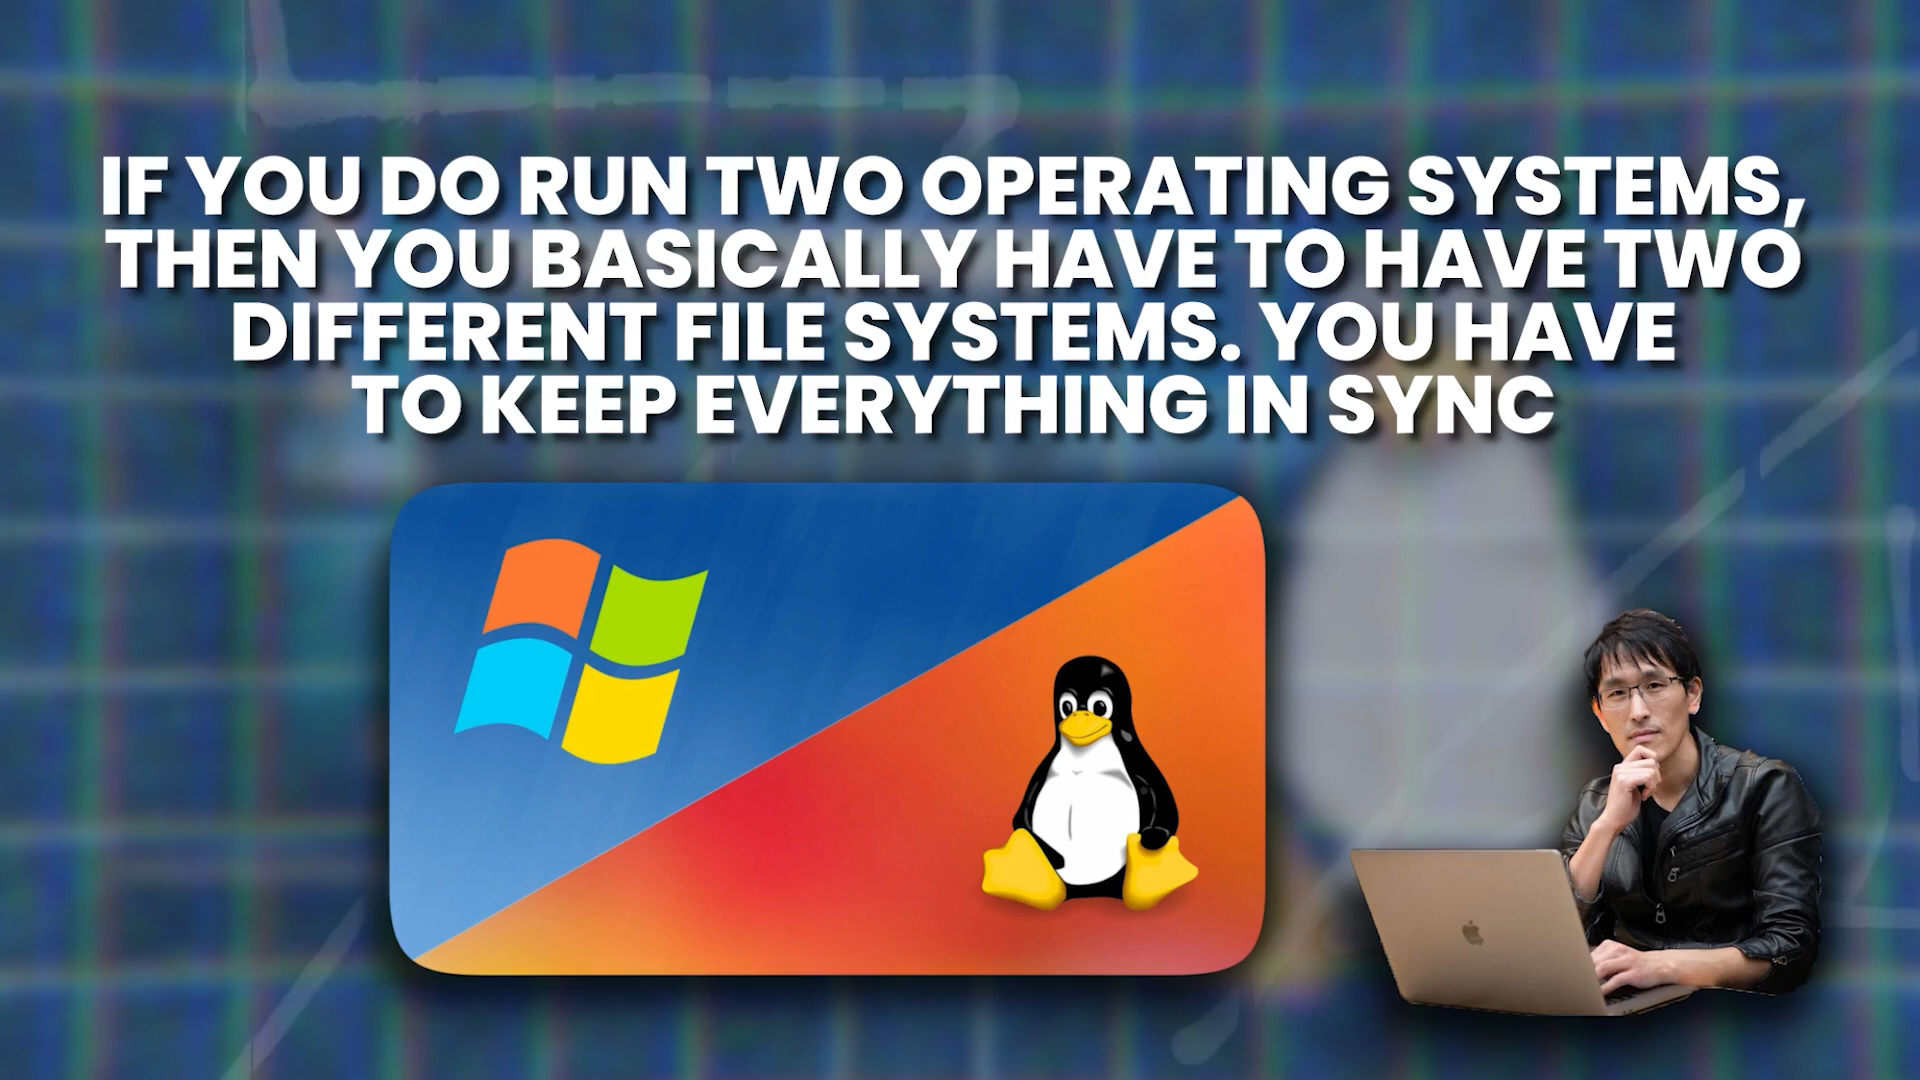 IF YOU DO RUN TWO OPERATING SYSTEMS,
THEN YOU BASICALLY HAVE TO HAVE TWO
DIFFERENT FILE SYSTEMS. YOU HAVE
TO KEEP EVERYTHING IN SYNC